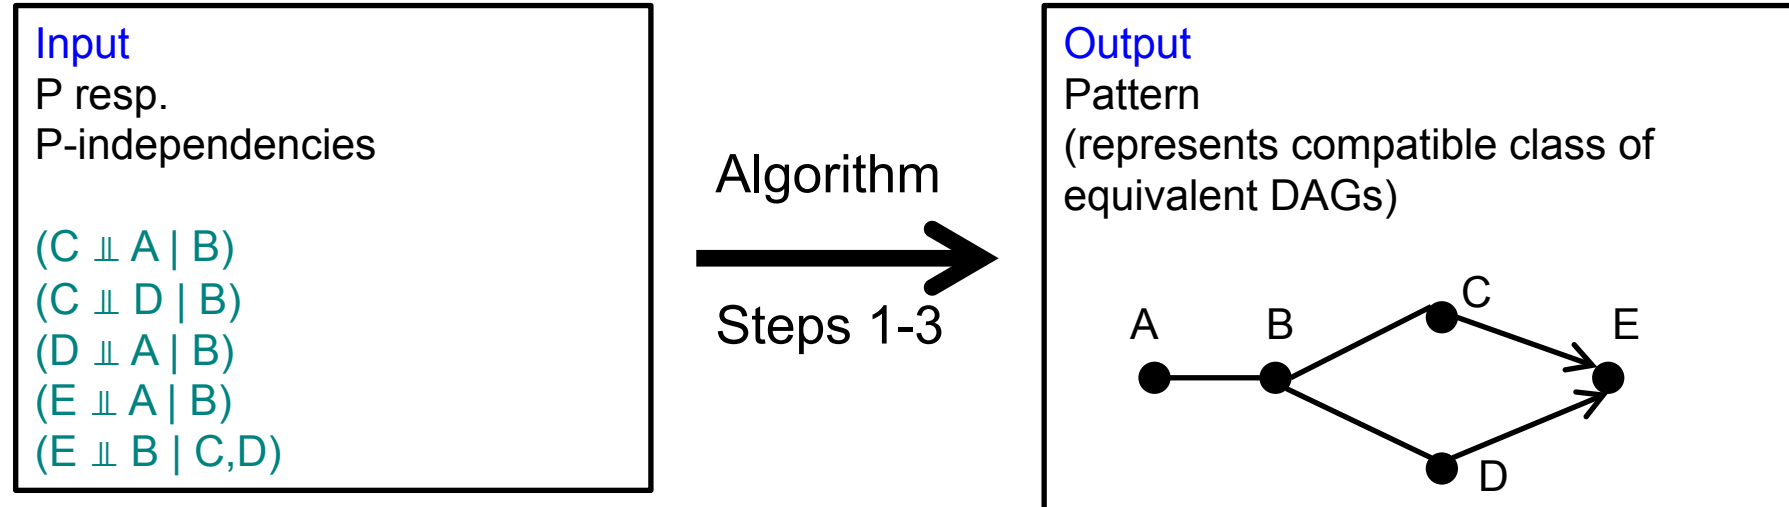 Input
P resp.
P-independencies
(C ⫫ A | B)
(C ⫫ D | B)
(D ⫫ A | B)
(E ⫫ A | B)
(E ⫫ B | C,D)
Algorithm
Steps 1-3
Output
Pattern
(represents compatible class of
equivalent DAGs)
A
B
C
E
D